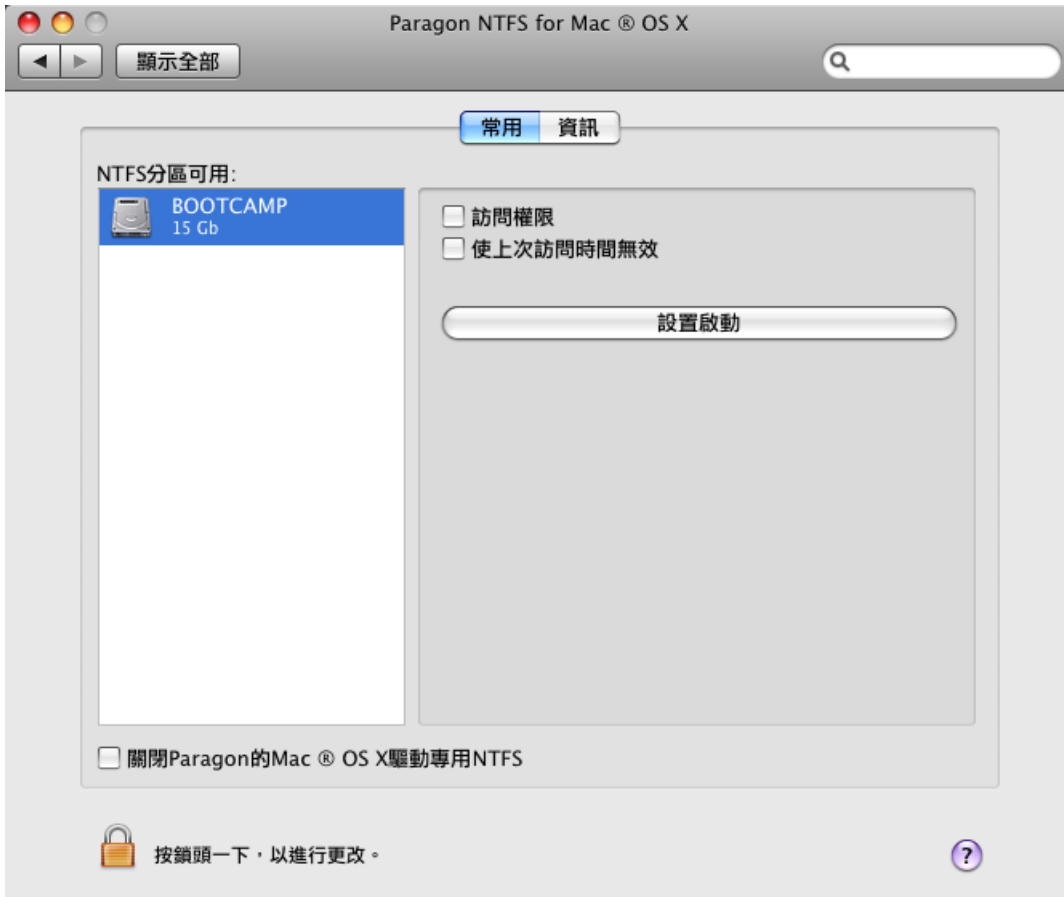 Paragon NTFS for Mac ® OS X
顯示全部
常用 資訊
NTFS分區可用:
BOOTCAMP
15 Gb
訪問權限
使上次訪問時間無效
設置啟動
關閉Paragon的Mac ® OS X驅動專用NTFS
按鎖頭一下，以進行更改。
?